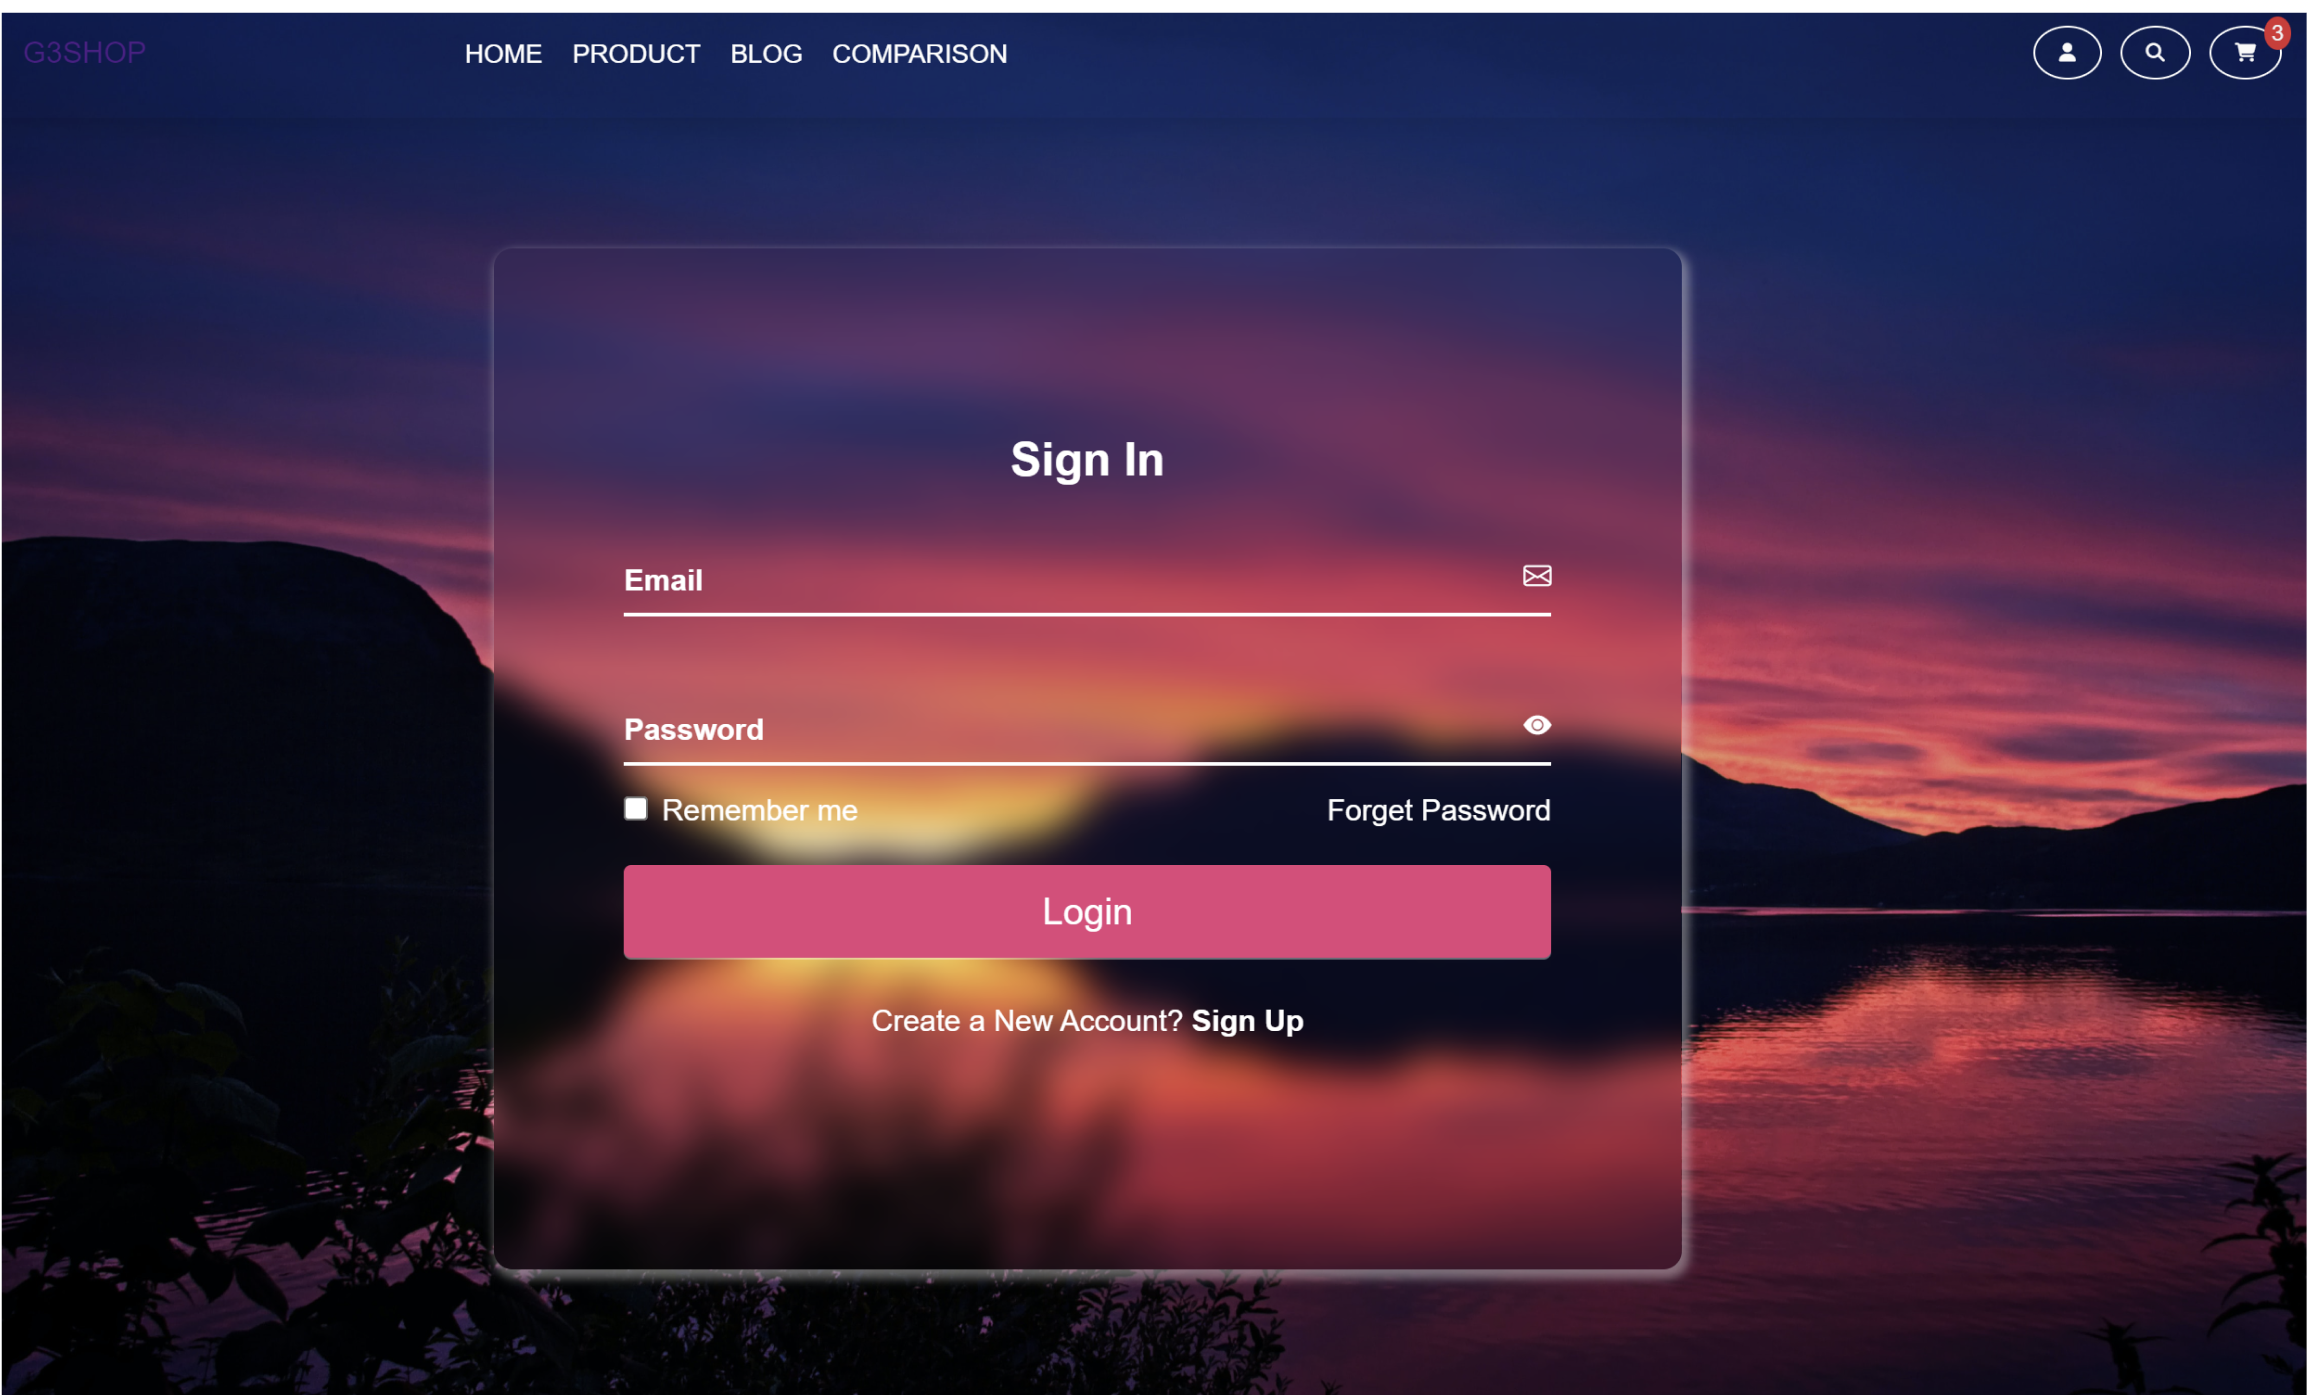 G3SHOP
HOME PRODUCT BLOG COMPARISON
3
Sign In
Email
Password
Remember me
Forget Password
Login
Create a New Account? Sign Up